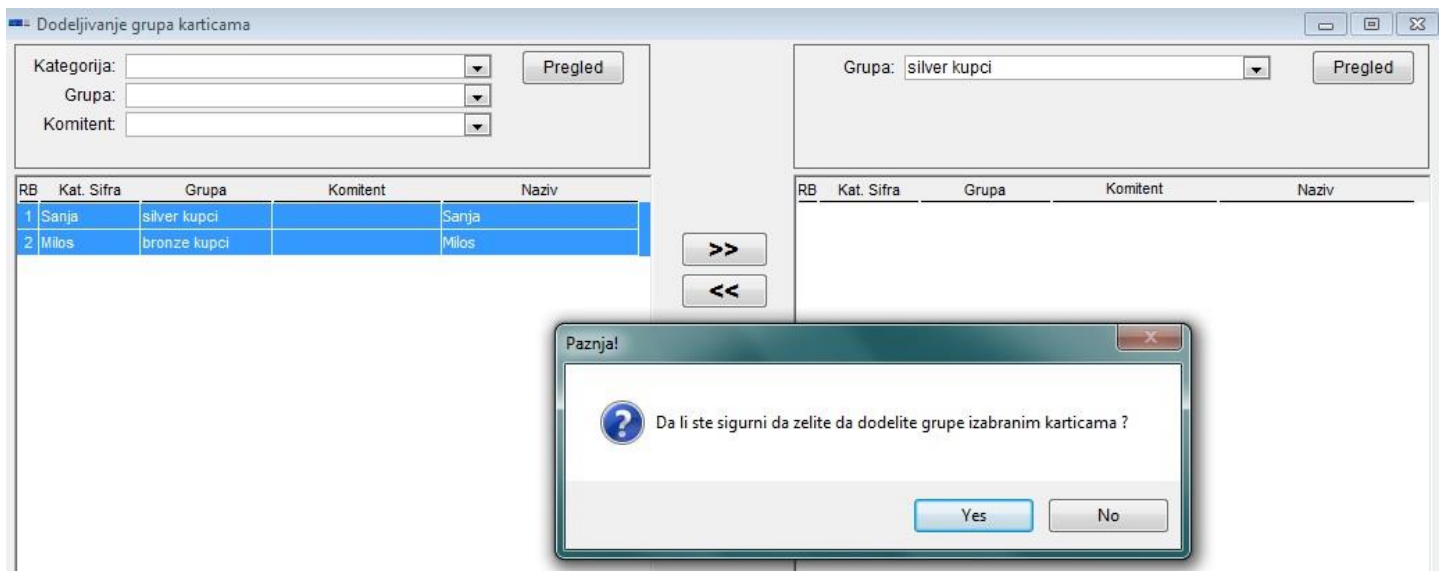 Dodeljivanje grupa karticama
Kategorija:
Pregled
Grupa:
Komitent:
Grupa: silver kupci
Pregled
RB Kat. Sifra Grupa Komitent Naziv
1 Sanja silver kupci Sanja
2 Milos bronze kupci Milos
>>
<<
RB Kat. Sifra Grupa Komitent Naziv
Paznja!
Da li ste sigurni da zelite da dodelite grupe izabranim karticama ?
Yes No